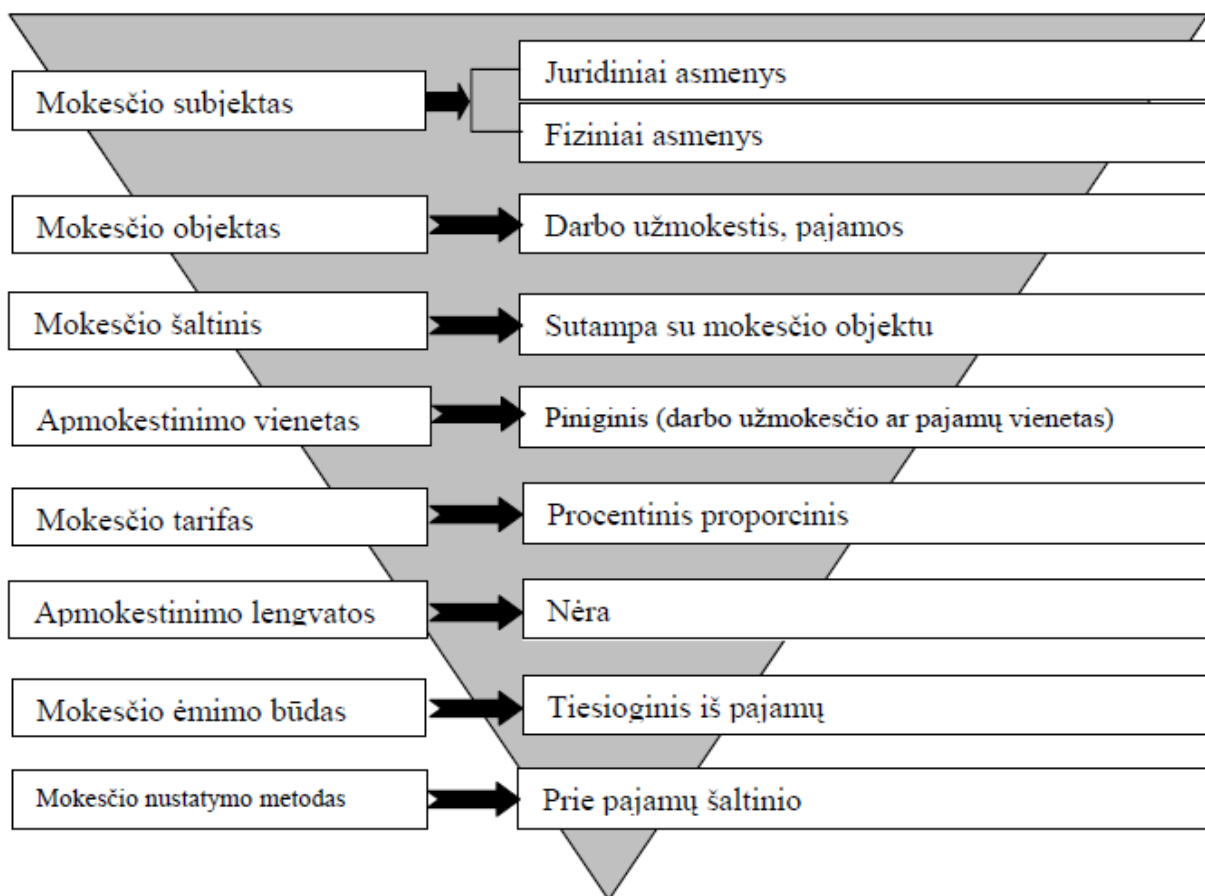 Mokesčio subjektas
Juridiniai asmenys
Fiziniai asmenys
Mokesčio objektas
Darbo užmokestis, pajamos
Mokesčio šaltinis
Sutampa su mokesčio objektu
Apmokestinimo vienetas
Piniginis (darbo užmokesčio ar pajamų vienetas)
Mokesčio tarifas
Procentinis proporcinis
Apmokestinimo lengvatos
Nėra
Mokesčio ėmimo būdas
Tiesioginis iš pajamų
Mokesčio nustatymo metodas
Prie pajamų šaltinio